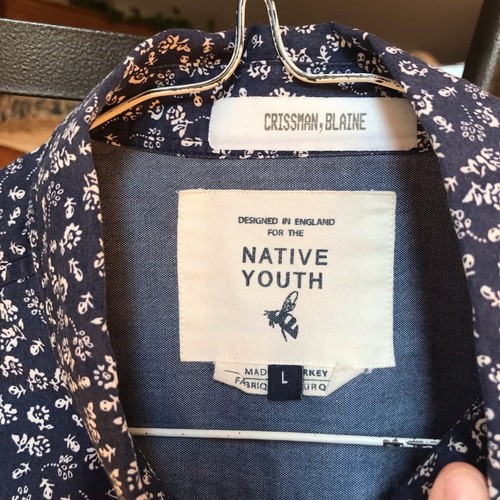 CRISSMAN, BLAINE
DESIGNED IN ENGLAND
FOR THE
NATIVE
YOUTH
L